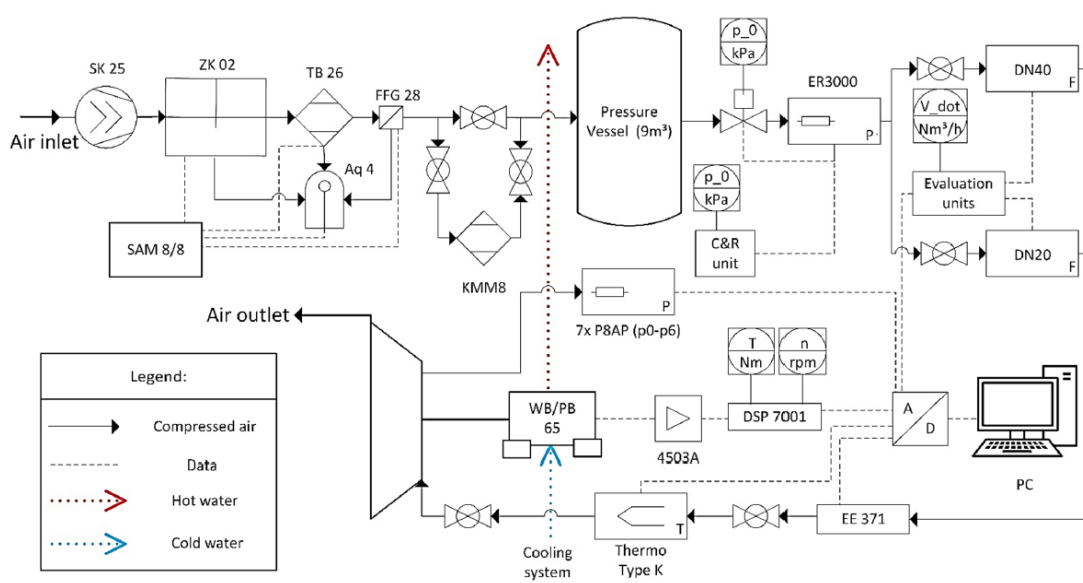 SK 25
ZK 02
TB 26
FFG 28
Air inlet
Aq 4
SAM 8/8
KMM8
Pressure
Vessel (9m³)
p_0
kPa
ER3000
P
p_0
kPa
C&R
unit
DN40
F
V_dot
Nm³/h
Evaluation
units
DN20
F
P
7x P8AP (p0-p6)
Air outlet
Legend:
Compressed air
Data
Hot water
Cold water
WB/PB
65
4503A
T
Nm
n
rpm
DSP 7001
A
D
PC
EE 371
T
Thermo
Type K
Cooling
system